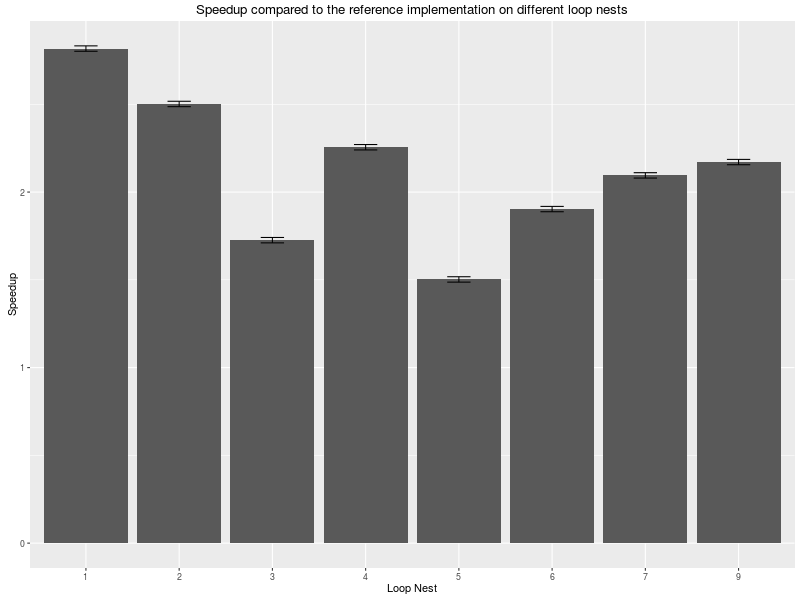 Speedup compared to the reference implementation on different loop nests
Speedup
2
1
0
1 2 3 4 5 6 7 9
Loop Nest